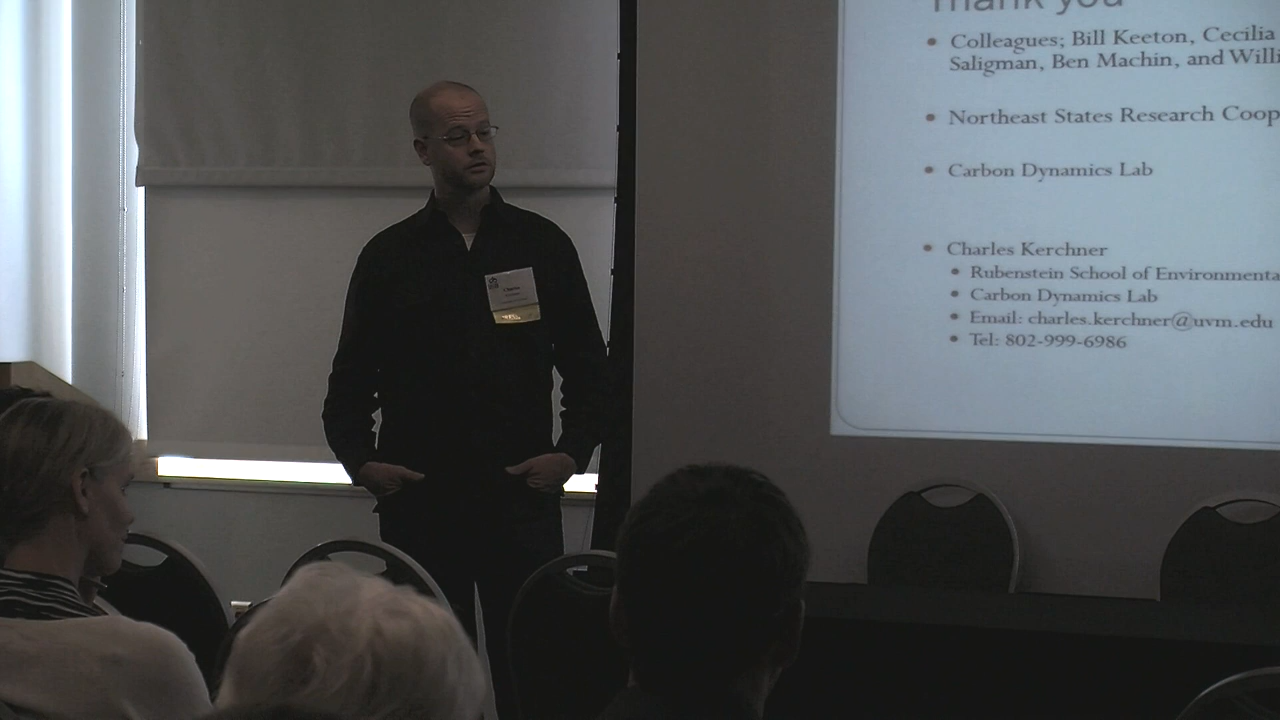 Thank you
Colleagues; Bill Keeton, Cecilia
Saligman, Ben Machin, and Willi
Northeast States Research Coop
Carbon Dynamics Lab
Charles Kerchner
Rubenstein School of Environmenta
Carbon Dynamics Lab
Email: charles.kerchner@uvm.edu
Tel: 802-999-6986
Charles